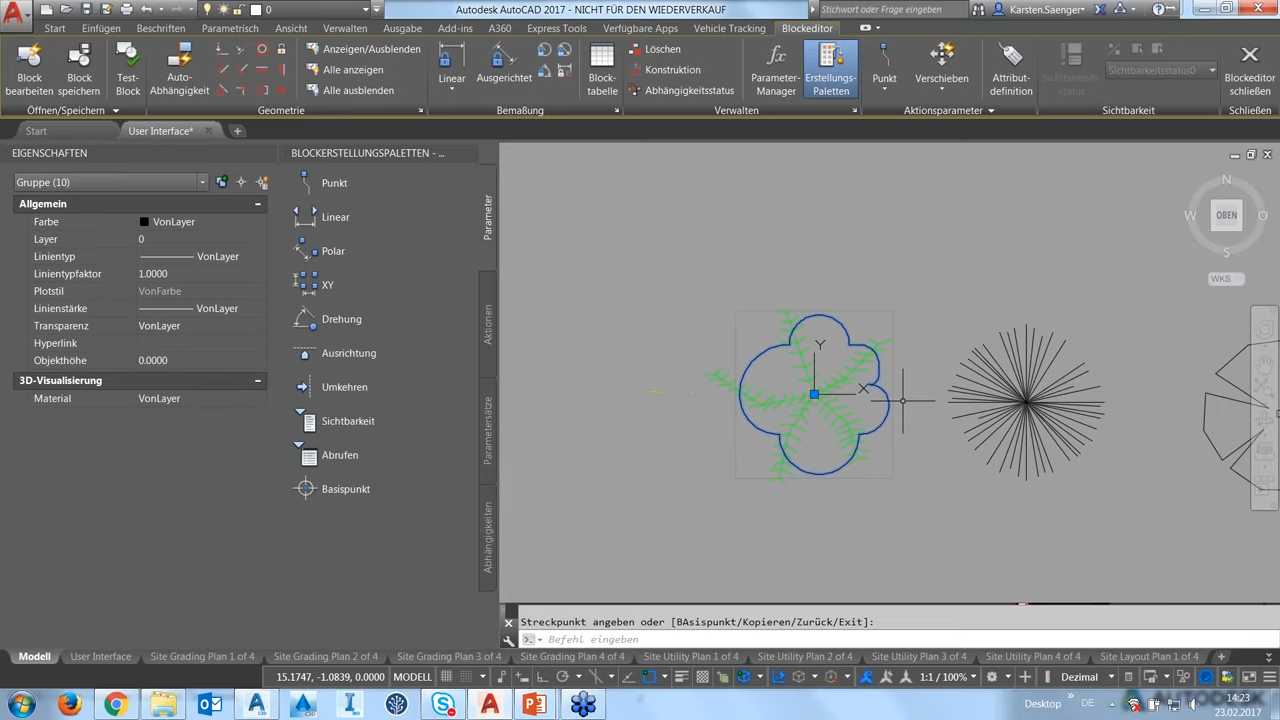 0
Autodesk AutoCAD 2017 - NICHT FÜR DEN WIEDERVERKAUF
Stichwort oder Frage eingeben
Karsten.Saenger
Start Einfügen Beschriften Parametrisch Ansicht Verwalten Ausgabe Add-ins A360 Express Tools Verfügbare Apps Vehicle Tracking Blockeditor
Block bearbeiten
Block speichern
Test-Block
Auto-Abhängigkeit
Anzeigen/Ausblenden
Alle anzeigen
Alle ausblenden
Linear
Ausgerichtet
Block-tabelle
Löschen
Konstruktion
Abhängigkeitsstatus
Parameter-Manager
Erstellungs-Paletten
Punkt
Verschieben
Attribut-definition
Sichtbarkeits-status
Sichtbarkeitsstatus0
Blockeditor schließen
Öffnen/Speichern Geometrie Bemaßung Verwalten Aktionsparameter Sichtbarkeit Schließen
Start User Interface*
EIGENSCHAFTEN
Gruppe (10)
Allgemein
Farbe VonLayer
Layer 0
Linientyp VonLayer
Linientypfaktor 1.0000
Plotstil VonFarbe
Linienstärke VonLayer
Transparenz VonLayer
Hyperlink
Objekthöhe 0.0000
3D-Visualisierung
Material VonLayer
BLOCKERSTELLUNGSPALETTEN - ...
Punkt
Linear
Polar
XY
Drehung
Ausrichtung
Umkehren
Sichtbarkeit
Abrufen
Basispunkt
Parameter
Aktionen
Parametersätze
Abhängigkeiten
Y
X
N
W OBEN O
S
WKS
Streckpunkt angeben oder [BAsispunkt/Kopieren/Zurück/Exit]:
Befehl eingeben
Modell User Interface Site Grading Plan 1 of 4 Site Grading Plan 2 of 4 Site Grading Plan 3 of 4 Site Grading Plan 4 of 4 Site Utility Plan 1 of 4 Site Utility Plan 2 of 4 Site Utility Plan 3 of 4 Site Utility Plan 4 of 4 Site Layout Plan 1 of 4
15.1747, -1.0839, 0.0000 MODELL 1:1 / 100% Dezimal
Desktop DE 14:23
23.02.2017